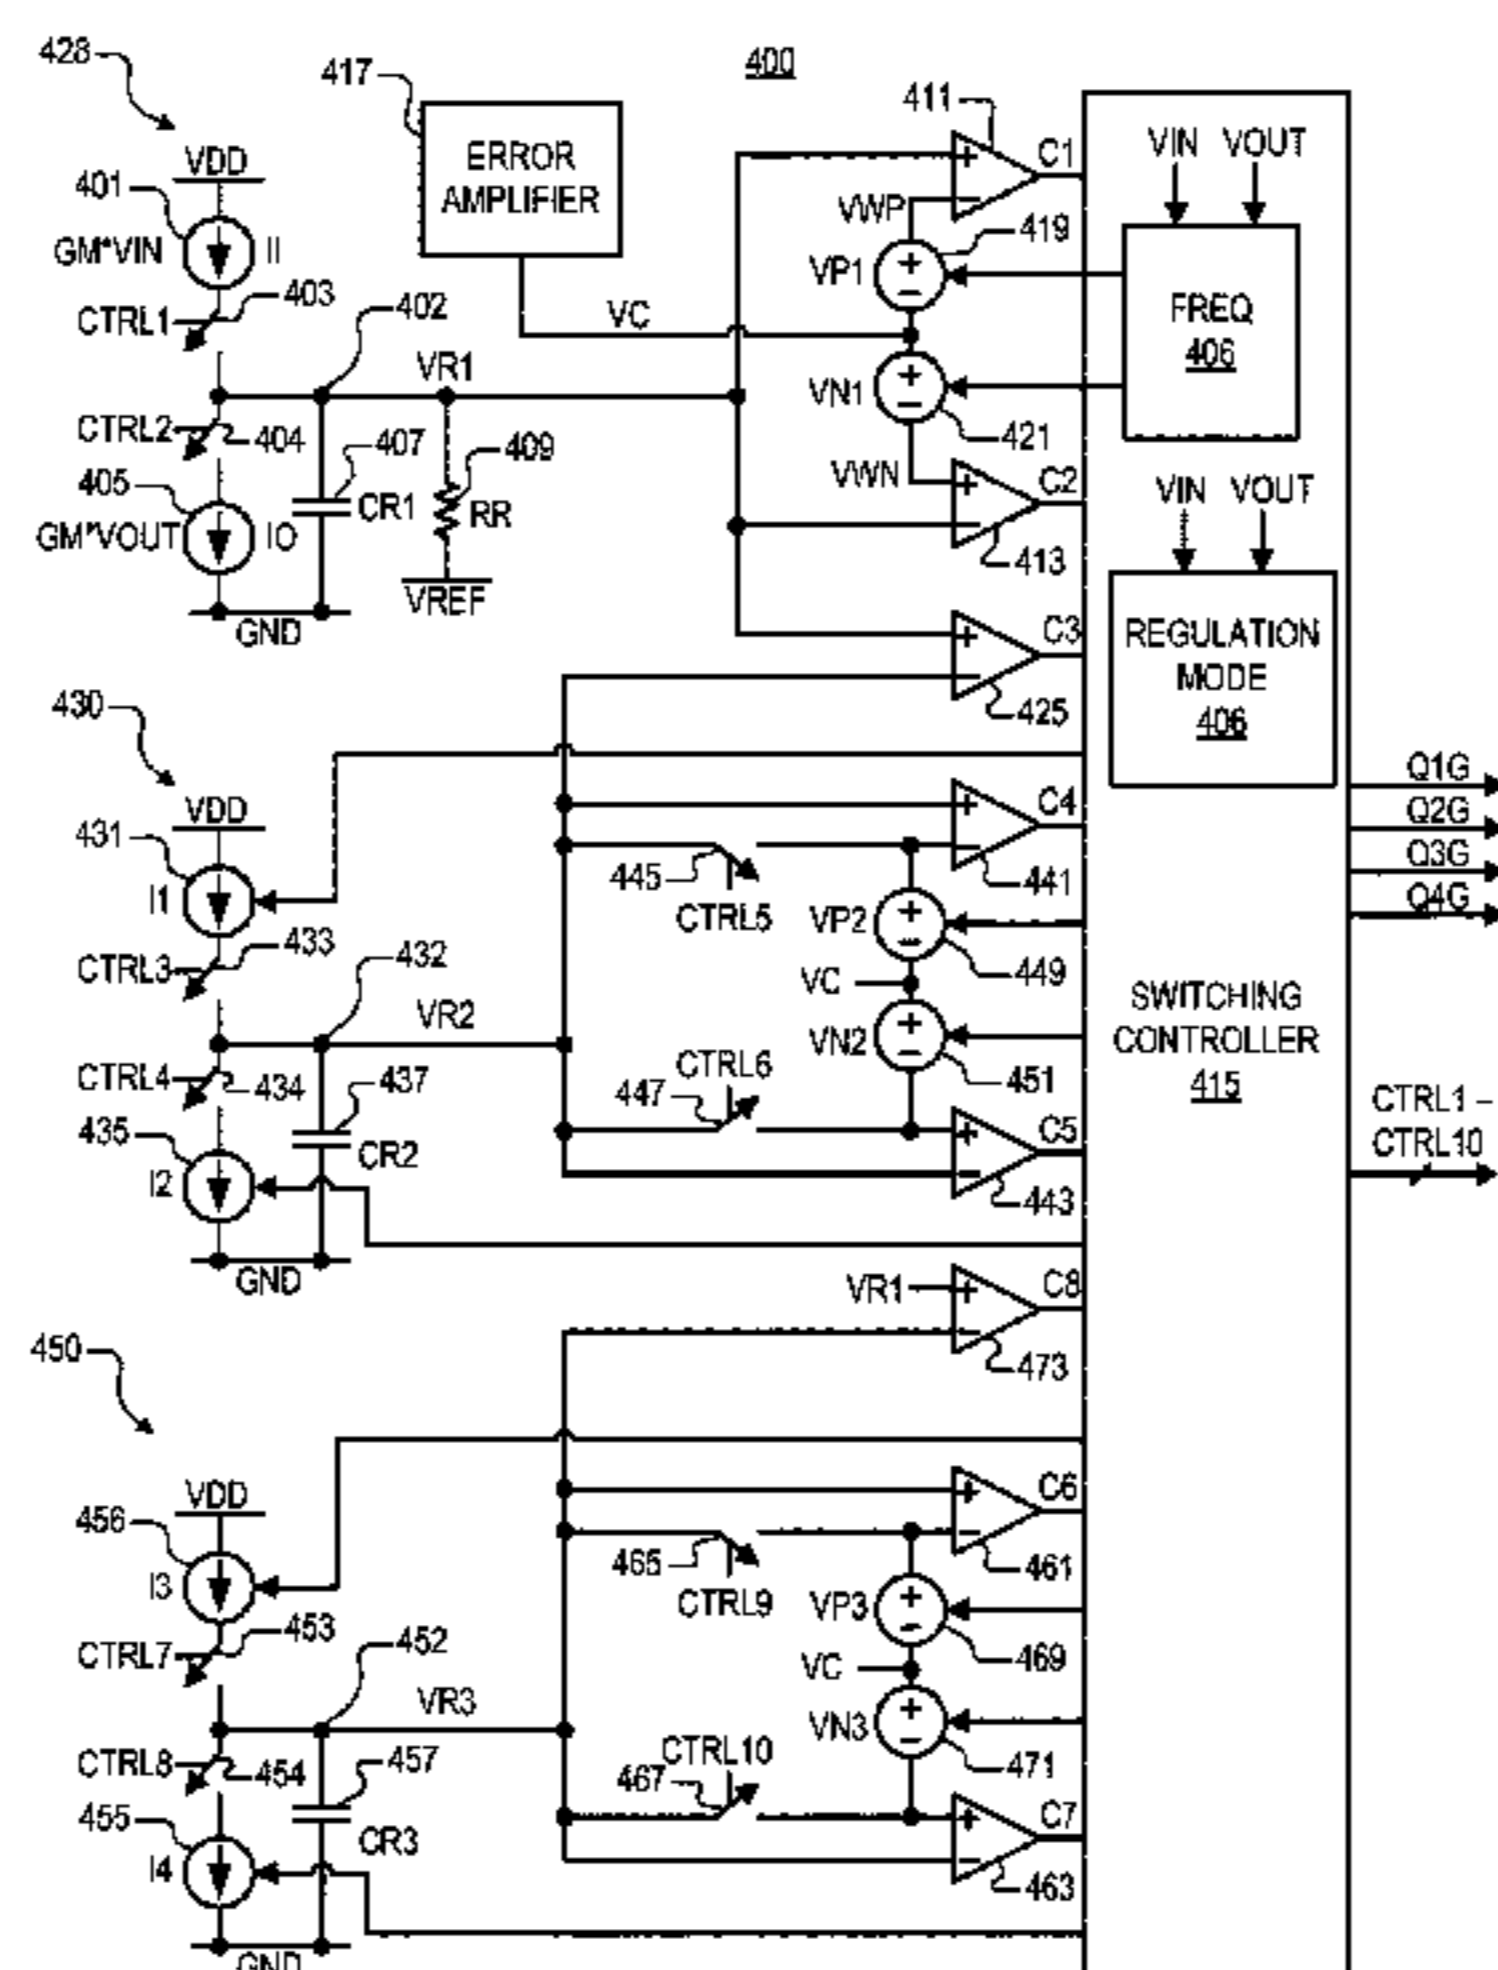 400
428
VDD
401
GM*VIN
II
CTRL1
403
402
417
ERROR
AMPLIFIER
VC
VR1
CTRL2
404
407
CR1
409
RR
VREF
405
GM*VOUT
IO
GND
411
C1
VWP
419
VP1
VN1
421
VWN
C2
413
C3
425
VIN VOUT
FREQ
406
VIN VOUT
REGULATION
MODE
406
430
VDD
431
I1
CTRL3
433
432
VR2
CTRL4
434
437
CR2
435
I2
GND
C4
441
445
CTRL5
VP2
449
VC
VN2
451
CTRL6
447
C5
443
Q1G
Q2G
Q3G
Q4G
SWITCHING
CONTROLLER
415
CTRL1 –
CTRL10
450
VR1
C8
473
VDD
456
I3
CTRL7
453
452
VR3
CTRL8
454
457
CR3
455
I4
GND
C6
461
465
CTRL9
VP3
469
VC
VN3
471
CTRL10
467
C7
463